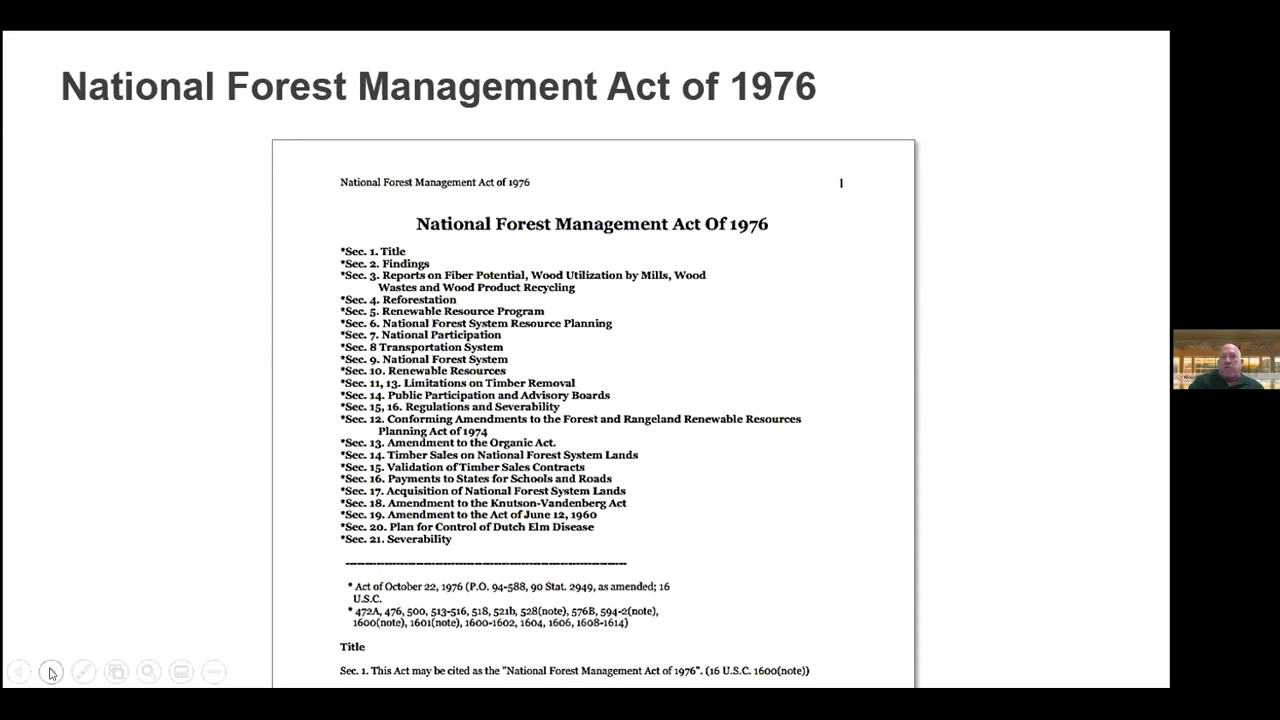 National Forest Management Act of 1976
National Forest Management Act of 1976
1
National Forest Management Act Of 1976
*Sec. 1. Title
*Sec. 2. Findings
*Sec. 3. Reports on Fiber Potential, Wood Utilization by Mills, Wood
Wastes and Wood Product Recycling
*Sec. 4. Reforestation
*Sec. 5. Renewable Resource Program
*Sec. 6. National Forest System Resource Planning
*Sec. 7. National Participation
*Sec. 8 Transportation System
*Sec. 9. National Forest System
*Sec. 10. Renewable Resources
*Sec. 11, 13. Limitations on Timber Removal
*Sec. 14. Public Participation and Advisory Boards
*Sec. 15, 16. Regulations and Severability
*Sec. 12. Conforming Amendments to the Forest and Rangeland Renewable Resources
Planning Act of 1974
*Sec. 13. Amendment to the Organic Act.
*Sec. 14. Timber Sales on National Forest System Lands
*Sec. 15. Validation of Timber Sales Contracts
*Sec. 16. Payments to States for Schools and Roads
*Sec. 17. Acquisition of National Forest System Lands
*Sec. 18. Amendment to the Knutson-Vandenberg Act
*Sec. 19. Amendment to the Act of June 12, 1960
*Sec. 20. Plan for Control of Dutch Elm Disease
*Sec. 21. Severability
* Act of October 22, 1976 (P.O. 94-588, 90 Stat. 2949, as amended; 16
U.S.C.
* 472A, 476, 500, 513-516, 518, 521b, 528(note), 576B, 594-2(note),
1600(note), 1601(note), 1600-1602, 1604, 1606, 1608-1614)
Title
Sec. 1. This Act may be cited as the "National Forest Management Act of 1976". (16 U.S.C. 1600(note))